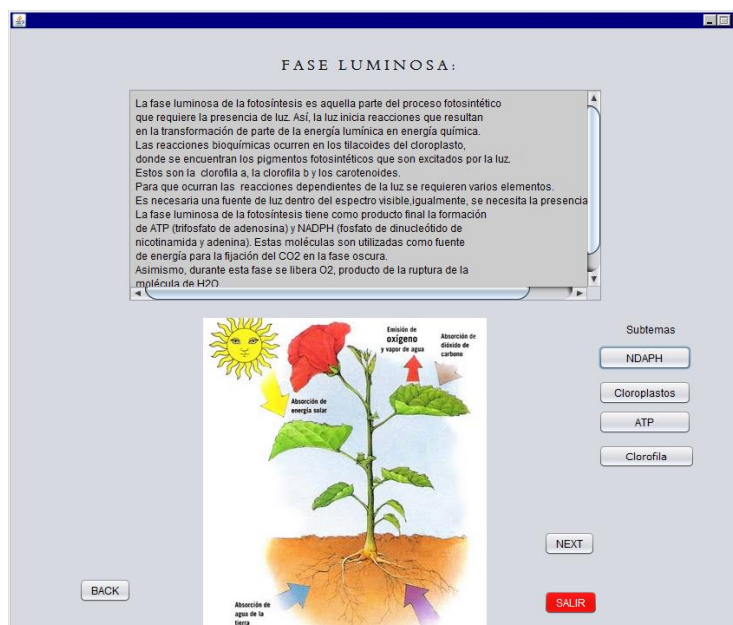 FASE LUMINOSA:
La fase luminosa de la fotosíntesis es aquella parte del proceso fotosintético
que requiere la presencia de luz. Así, la luz inicia reacciones que resultan
en la transformación de parte de la energía lumínica en energía química.
Las reacciones bioquímicas ocurren en los tilacoides del cloroplasto,
donde se encuentran los pigmentos fotosintéticos que son excitados por la luz.
Estos son la clorofila a, la clorofila b y los carotenoides.
Para que ocurran las reacciones dependientes de la luz se requieren varios elementos.
Es necesaria una fuente de luz dentro del espectro visible,igualmente, se necesita la presencia
La fase luminosa de la fotosíntesis tiene como producto final la formación
de ATP (trifosfato de adenosina) y NADPH (fosfato de dinucleótido de
nicotinamida y adenina). Estas moléculas son utilizadas como fuente
de energía para la fijación del CO2 en la fase oscura.
Asimismo, durante esta fase se libera O2, producto de la ruptura de la
molécula de H2O
Emisión de
oxígeno
y vapor de agua
Absorción de
dióxido de
carbono
Absorción de
energía solar
Absorción de
agua de la
tierra
Subtemas
NDAPH
Cloroplastos
ATP
Clorofila
NEXT
BACK
SALIR